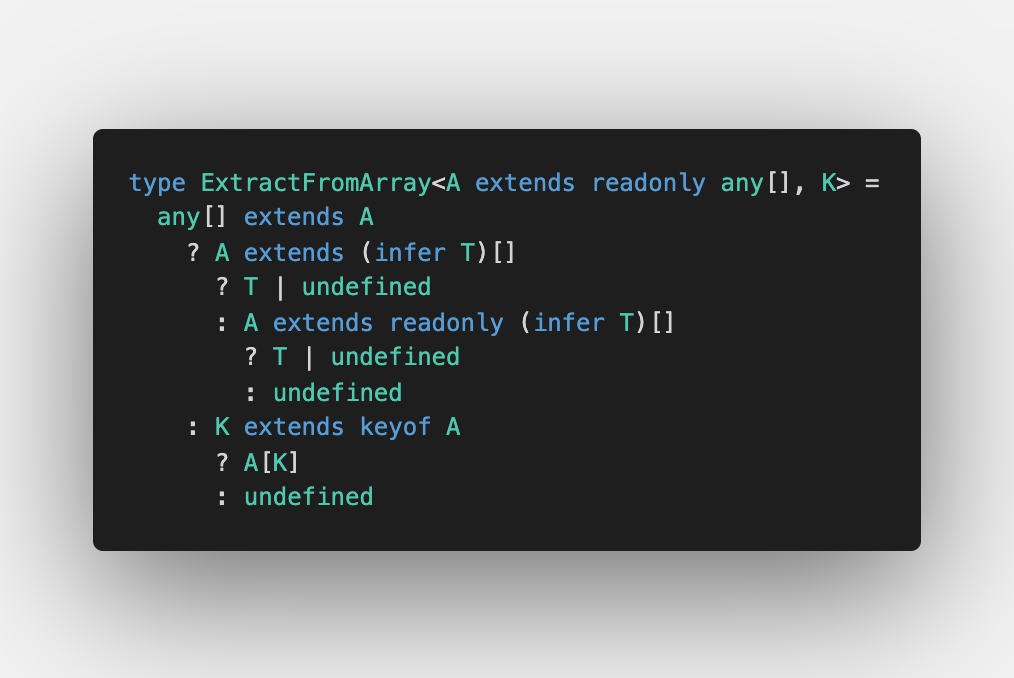 type ExtractFromArray<A extends readonly any[], K> =
  any[] extends A
    ? A extends (infer T)[]
      ? T | undefined
      : A extends readonly (infer T)[]
        ? T | undefined
        : undefined
    : K extends keyof A
      ? A[K]
      : undefined